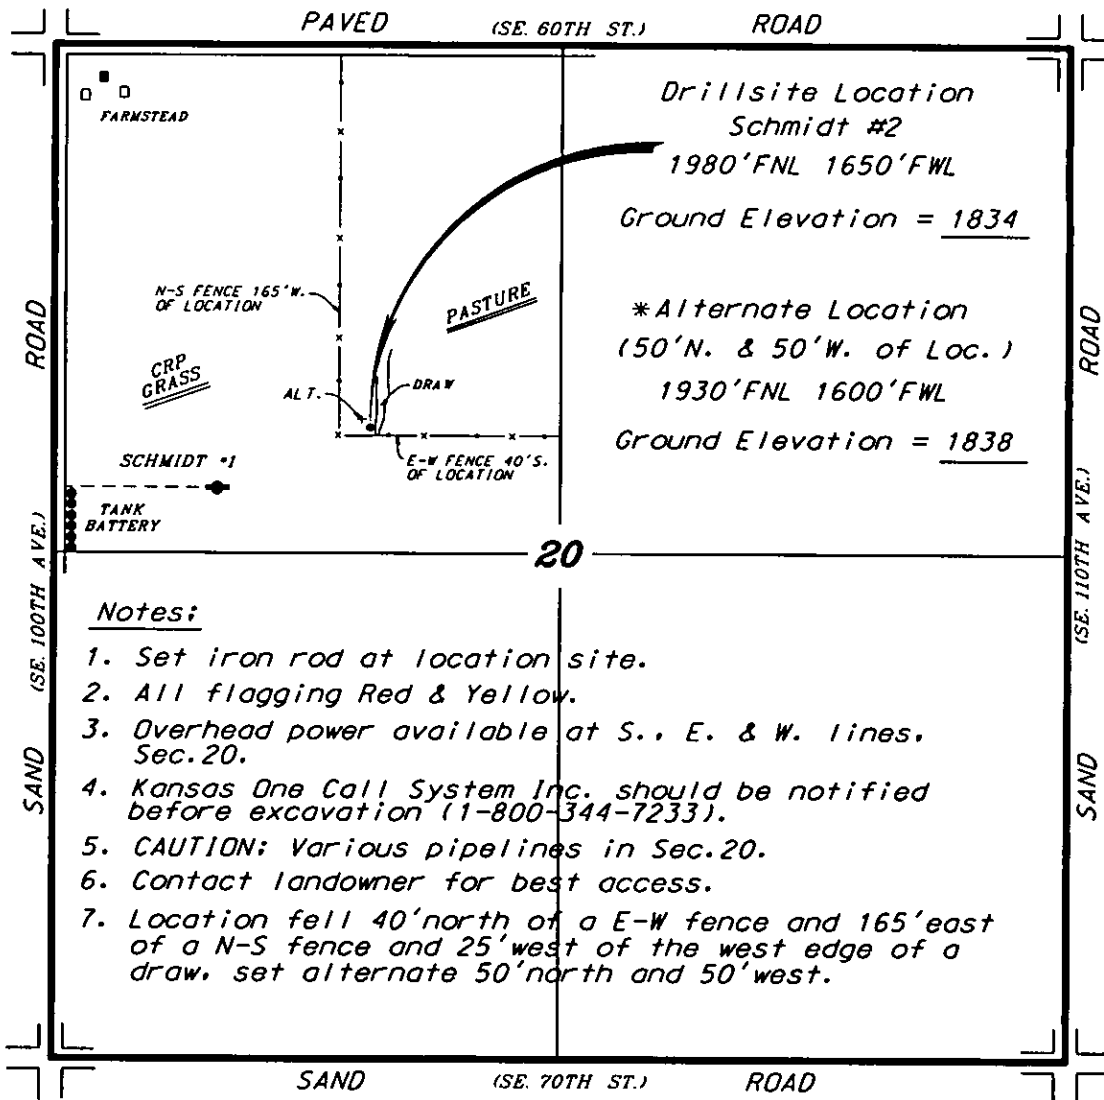 PAVED (SE. 60TH ST.) ROAD
FARMSTEAD
Drillsite Location
Schmidt #2
1980'FNL 1650'FWL
Ground Elevation = 1834
N-S FENCE 165'W.
OF LOCATION
PASTURE
*Alternate Location
(50'N. & 50'W. of Loc.)
1930'FNL 1600'FWL
Ground Elevation = 1838
CRP
GRASS
ALT.
DRAW
E-W FENCE 40'S.
OF LOCATION
SCHMIDT #1
TANK
BATTERY
SAND (SE. 100TH AVE.) ROAD
SAND (SE. 110TH AVE.) ROAD
20
Notes:
1. Set iron rod at location site.
2. All flagging Red & Yellow.
3. Overhead power available at S., E. & W. lines,
Sec.20.
4. Kansas One Call System Inc. should be notified
before excavation (1-800-344-7233).
5. CAUTION: Various pipelines in Sec.20.
6. Contact landowner for best access.
7. Location fell 40'north of a E-W fence and 165'east
of a N-S fence and 25'west of the west edge of a
draw, set alternate 50'north and 50'west.
SAND (SE. 70TH ST.) ROAD